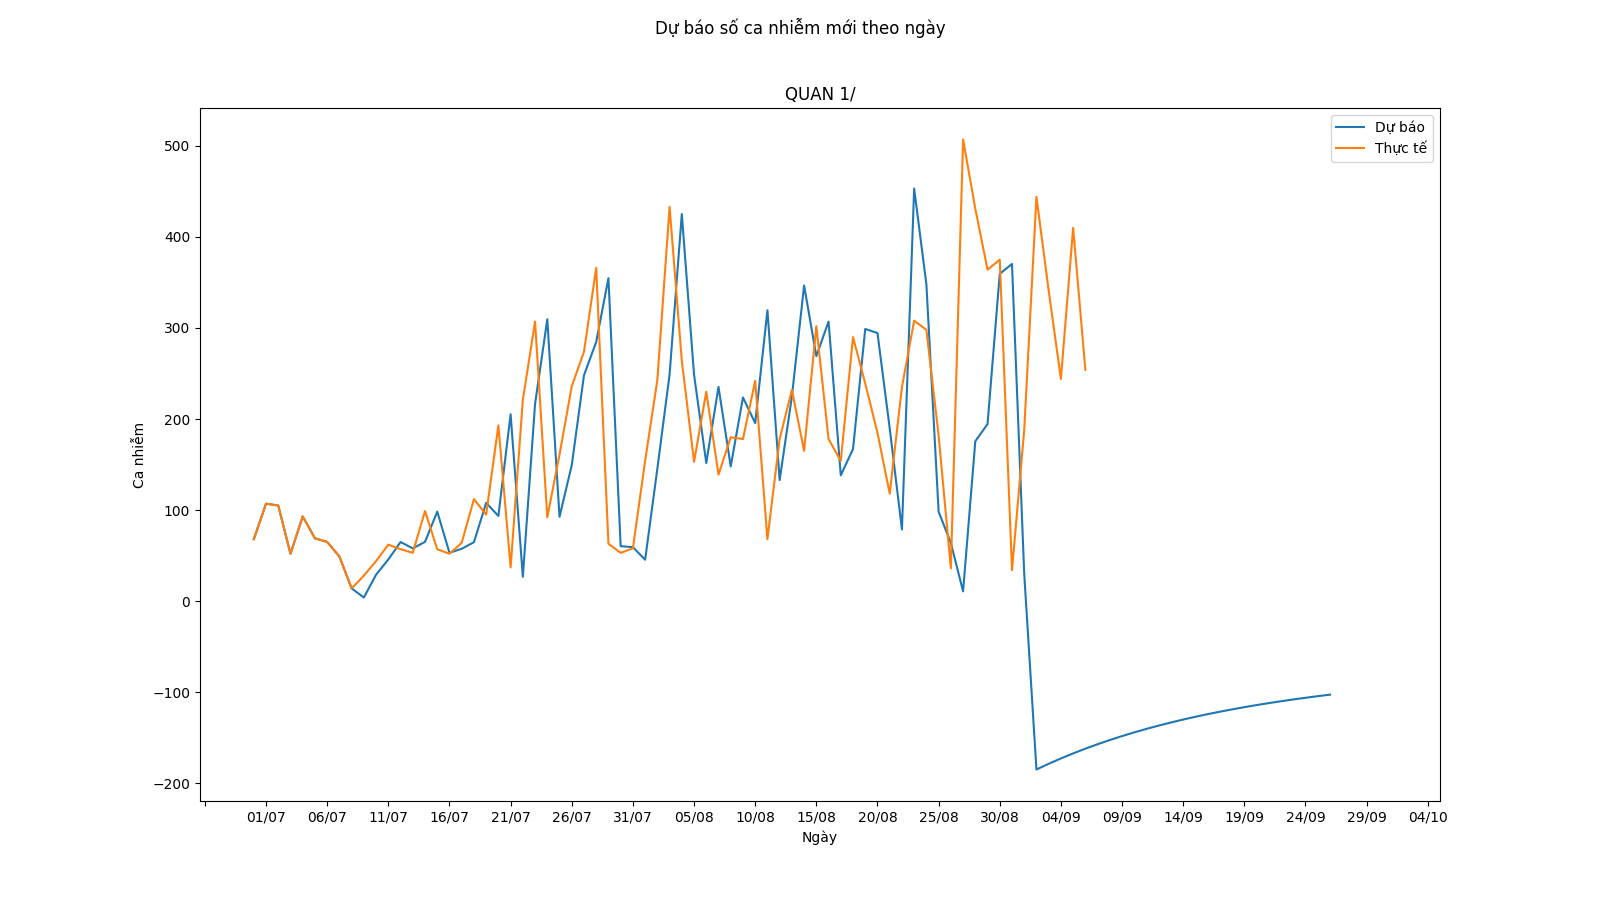 Dự báo số ca nhiễm mới theo ngày
QUAN 1/
Dự báo
Thực tế
500
400
300
200
100
0
−100
−200
Ca nhiễm
01/07 06/07 11/07 16/07 21/07 26/07 31/07 05/08 10/08 15/08 20/08 25/08 30/08 04/09 09/09 14/09 19/09 24/09 29/09 04/10
Ngày